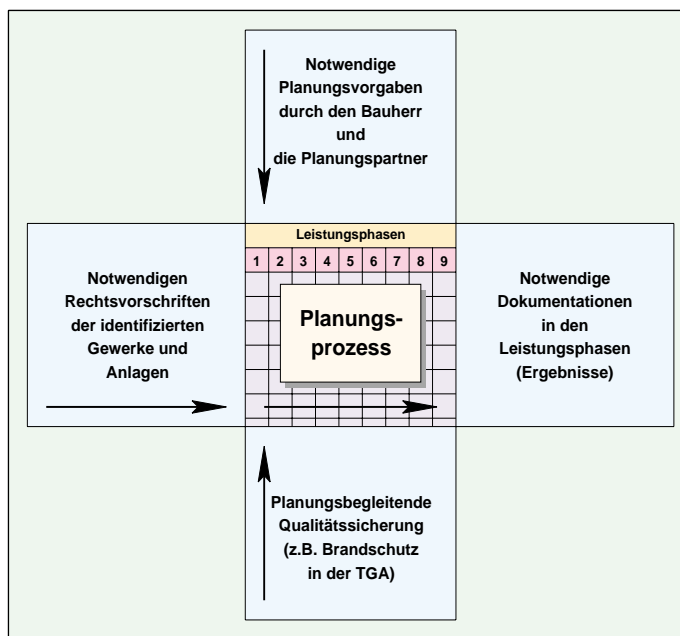 Notwendige
Planungsvorgaben
durch den Bauherr
und
die Planungspartner
Leistungsphasen
1 2 3 4 5 6 7 8 9
Notwendigen
Rechtsvorschriften
der identifizierten
Gewerke und
Anlagen
Planungs-
prozess
Notwendige
Dokumentationen
in den
Leistungsphasen
(Ergebnisse)
Planungsbegleitende
Qualitätssicherung
(z.B. Brandschutz
in der TGA)